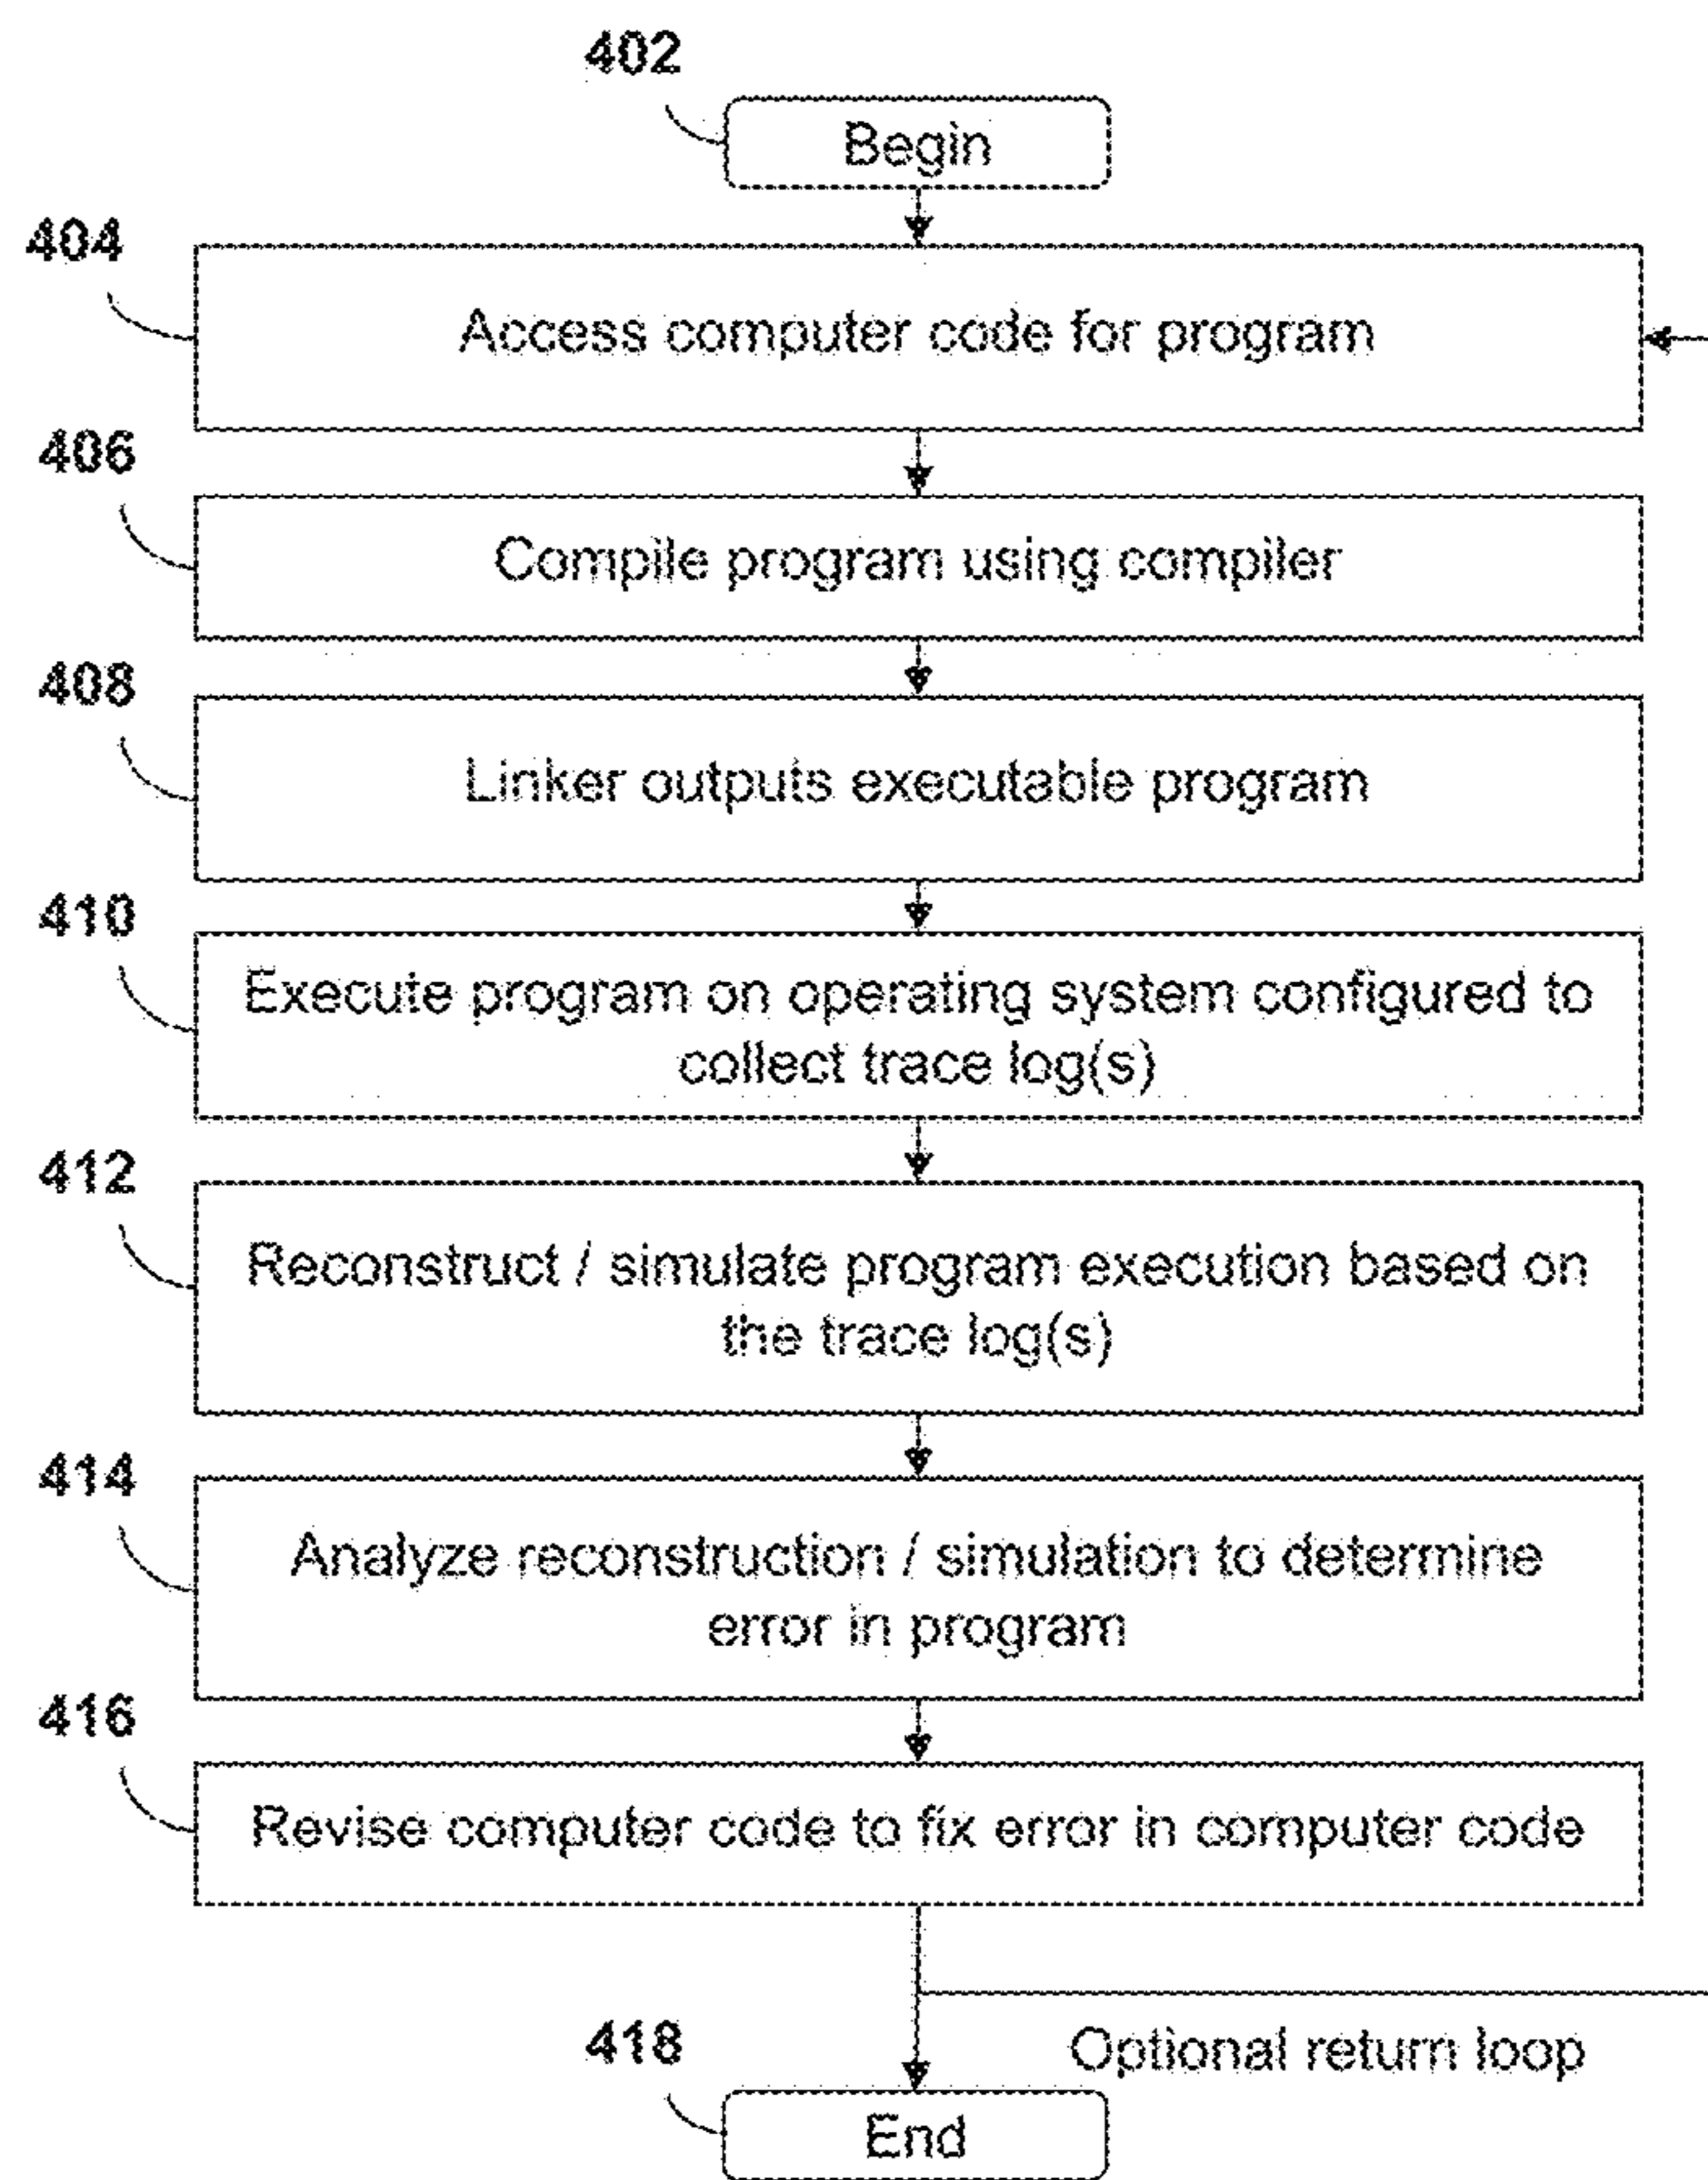 402
Begin
404
Access computer code for program
406
Compile program using compiler
408
Linker outputs executable program
410
Execute program on operating system configured to
collect trace log(s)
412
Reconstruct / simulate program execution based on
the trace log(s)
414
Analyze reconstruction / simulation to determine
error in program
416
Revise computer code to fix error in computer code
Optional return loop
418
End